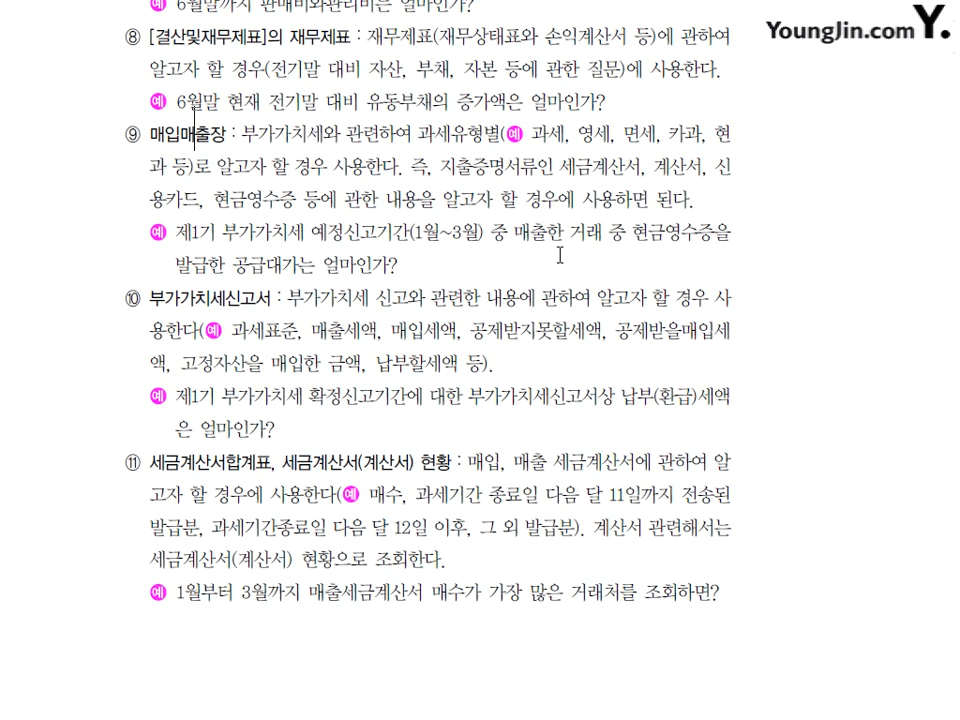 YoungJin.com Y.
예 6월말까지 판매비와관리비는 얼마인가?
⑧ [결산및재무제표]의 재무제표 : 재무제표(재무상태표와 손익계산서 등)에 관하여
알고자 할 경우(전기말 대비 자산, 부채, 자본 등에 관한 질문)에 사용한다.
예 6월말 현재 전기말 대비 유동부채의 증가액은 얼마인가?
⑨ 매입매출장 : 부가가치세와 관련하여 과세유형별(예 과세, 영세, 면세, 카과, 현
과 등)로 알고자 할 경우 사용한다. 즉, 지출증명서류인 세금계산서, 계산서, 신
용카드, 현금영수증 등에 관한 내용을 알고자 할 경우에 사용하면 된다.
예 제1기 부가가치세 예정신고기간(1월~3월) 중 매출한 거래 중 현금영수증을
발급한 공급대가는 얼마인가?
⑩ 부가가치세신고서 : 부가가치세 신고와 관련한 내용에 관하여 알고자 할 경우 사
용한다(예 과세표준, 매출세액, 매입세액, 공제받지못할세액, 공제받을매입세
액, 고정자산을 매입한 금액, 납부할세액 등).
예 제1기 부가가치세 확정신고기간에 대한 부가가치세신고서상 납부(환급)세액
은 얼마인가?
⑪ 세금계산서합계표, 세금계산서(계산서) 현황 : 매입, 매출 세금계산서에 관하여 알
고자 할 경우에 사용한다(예 매수, 과세기간 종료일 다음 달 11일까지 전송된
발급분, 과세기간종료일 다음 달 12일 이후, 그 외 발급분). 계산서 관련해서는
세금계산서(계산서) 현황으로 조회한다.
예 1월부터 3월까지 매출세금계산서 매수가 가장 많은 거래처를 조회하면?